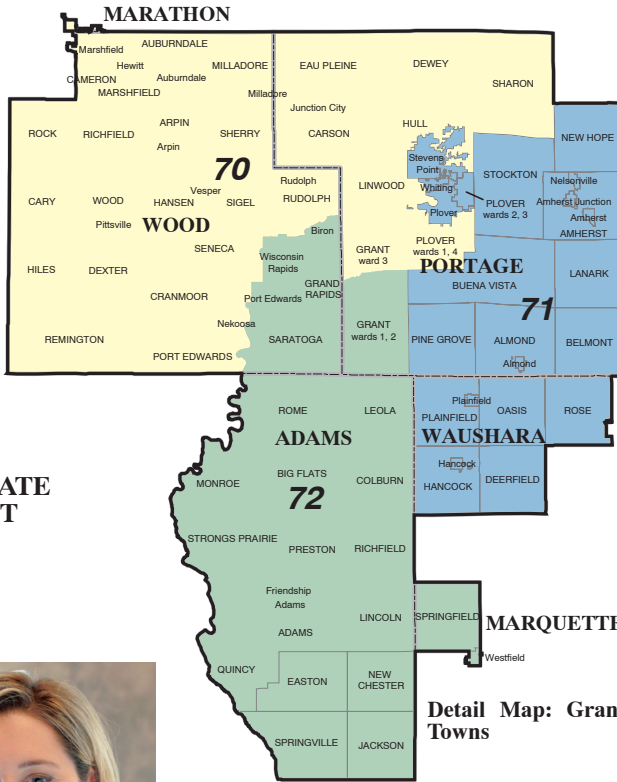 MARATHON
AUBURNDALE
Marshfield
Hewitt
MILLADORE
EAU PLEINE
DEWEY
CAMERON
Auburndale
SHARON
MARSHFIELD
Milladore
Junction City
ARPIN
HULL
ROCK
RICHFIELD
SHERRY
CARSON
NEW HOPE
Arpin
Stevens
Point
70
STOCKTON
Rudolph
Nelsonville
Vesper
LINWOOD
Whiting
CARY
WOOD
HANSEN
SIGEL
RUDOLPH
PLOVER
wards 2, 3
Amherst Junction
Plover
Amherst
Pittsville
WOOD
Biron
AMHERST
SENECA
GRANT
ward 3
PLOVER
wards 1, 4
Wisconsin
Rapids
PORTAGE
HILES
DEXTER
LANARK
GRAND
RAPIDS
BUENA VISTA
CRANMOOR
Port Edwards
71
Nekoosa
GRANT
wards 1, 2
REMINGTON
SARATOGA
PINE GROVE
ALMOND
BELMONT
PORT EDWARDS
Almond
Plainfield
ROME
LEOLA
PLAINFIELD
OASIS
ROSE
ADAMS
WAUSHARA
Hancock
BIG FLATS
MONROE
COLBURN
HANCOCK
DEERFIELD
ATE
T
72
STRONGS PRAIRIE
PRESTON
RICHFIELD
Friendship
Adams
LINCOLN
SPRINGFIELD
MARQUETTE
ADAMS
Westfield
QUINCY
EASTON
NEW
CHESTER
Detail Map: Gran
Towns
SPRINGVILLE
JACKSON